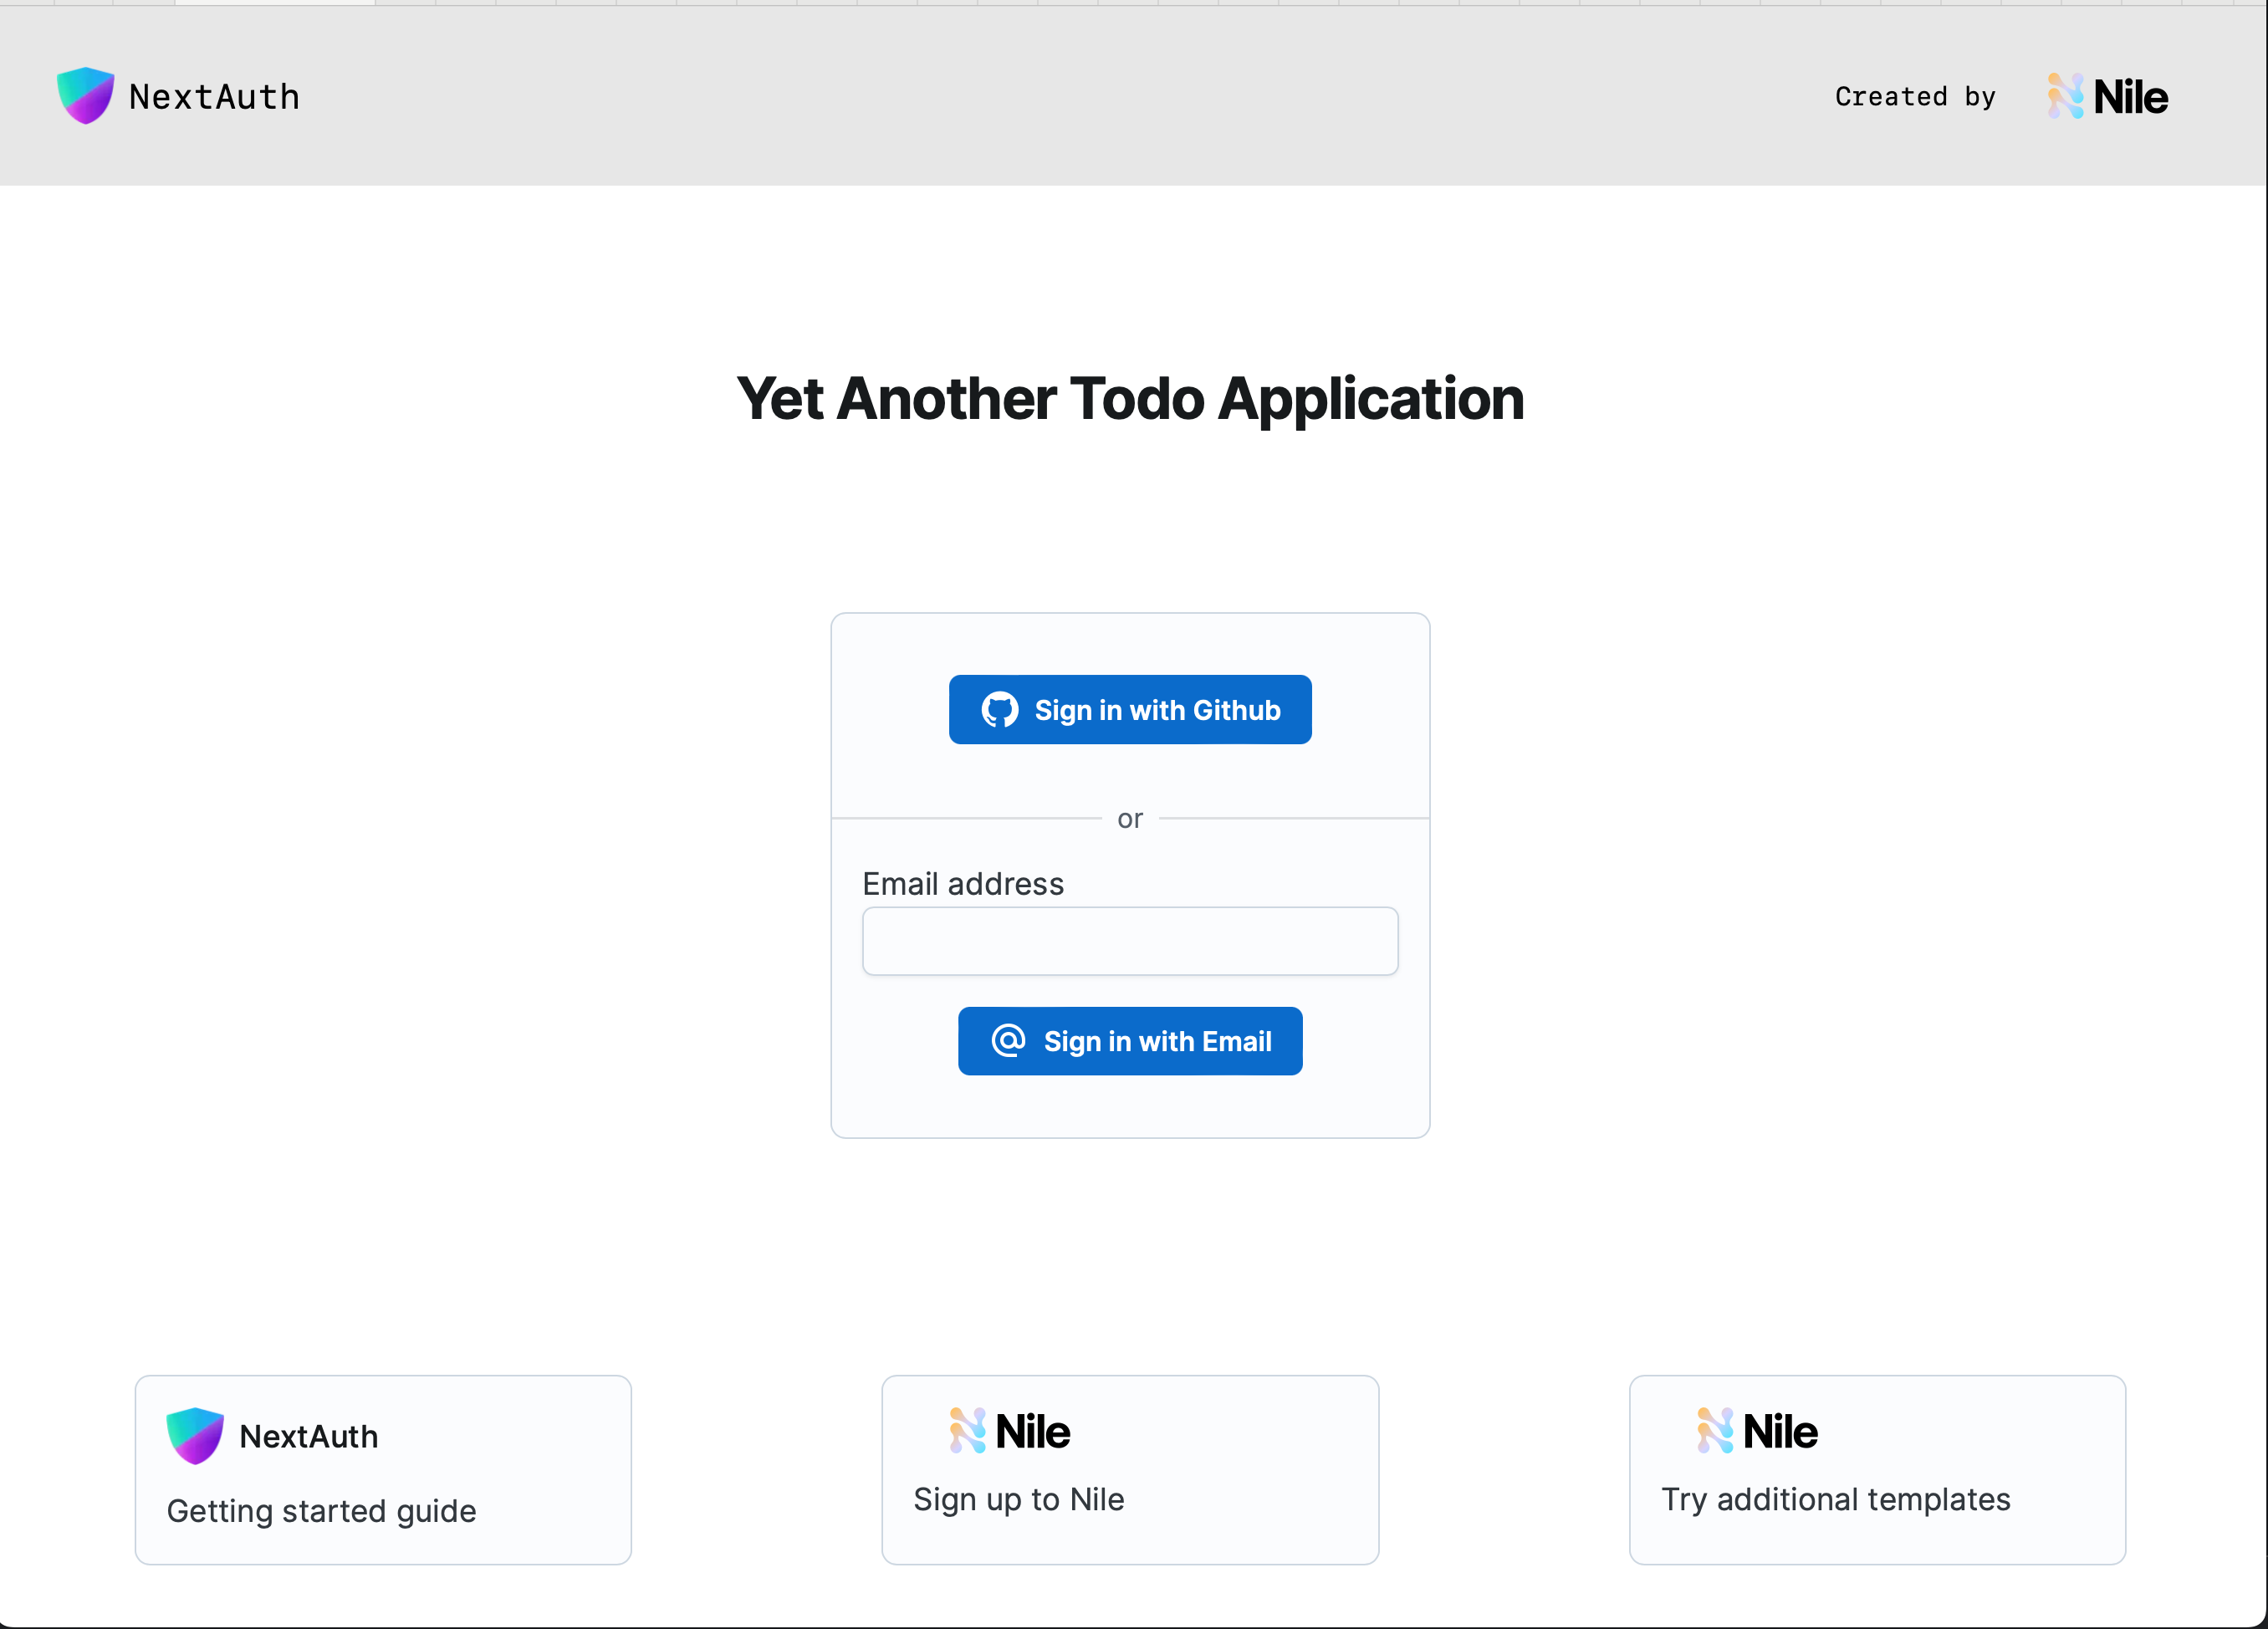 NextAuth
Created by Nile
Yet Another Todo Application
Sign in with Github
or
Email address
Sign in with Email
NextAuth
Getting started guide
Nile
Sign up to Nile
Nile
Try additional templates